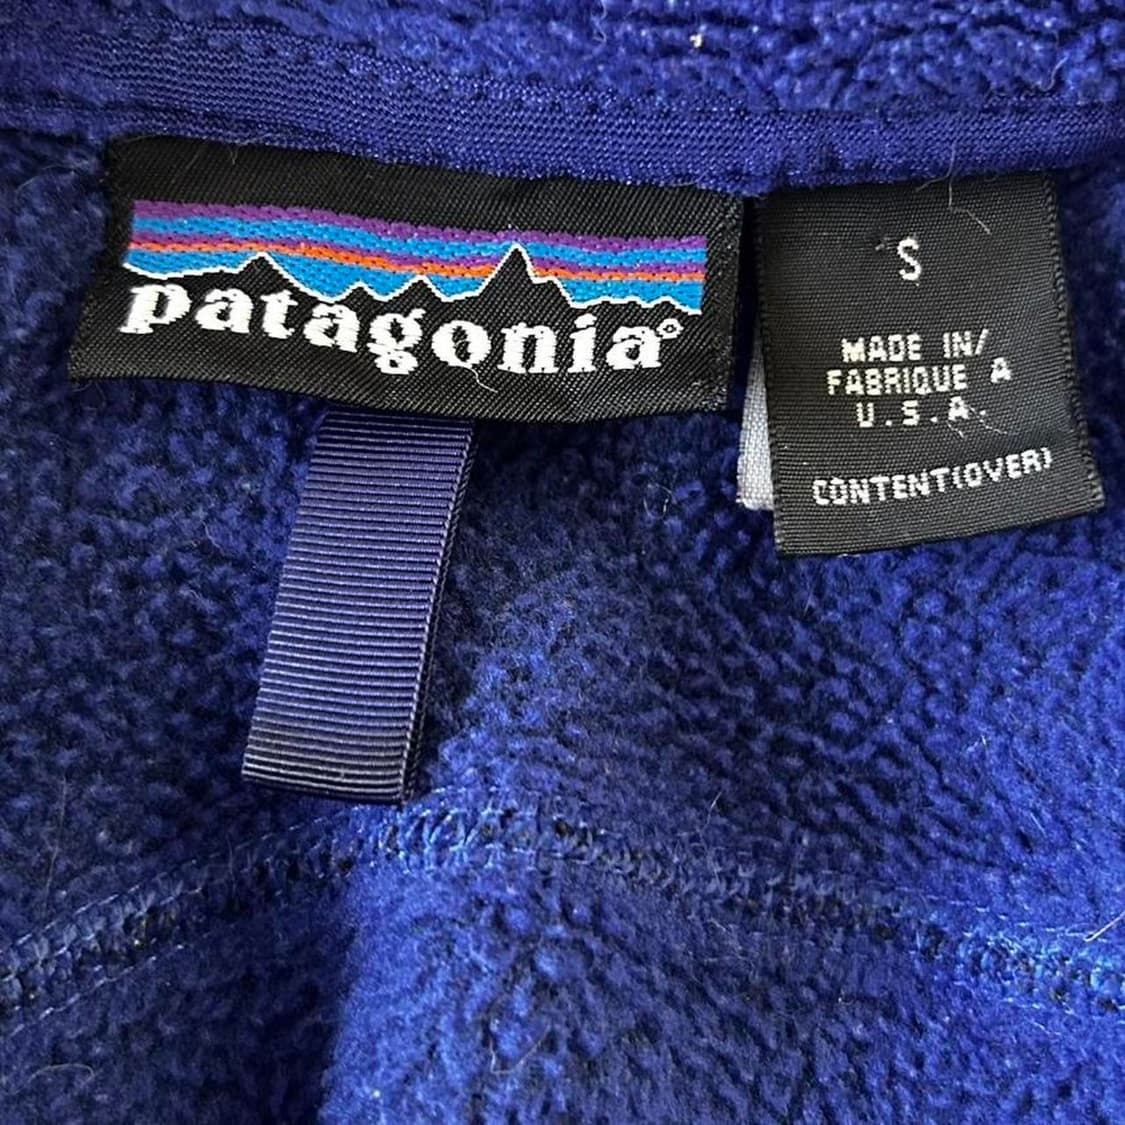 patagonia®
S
MADE IN/
FABRIQUE A
U.S.A.
CONTENT(OVER)